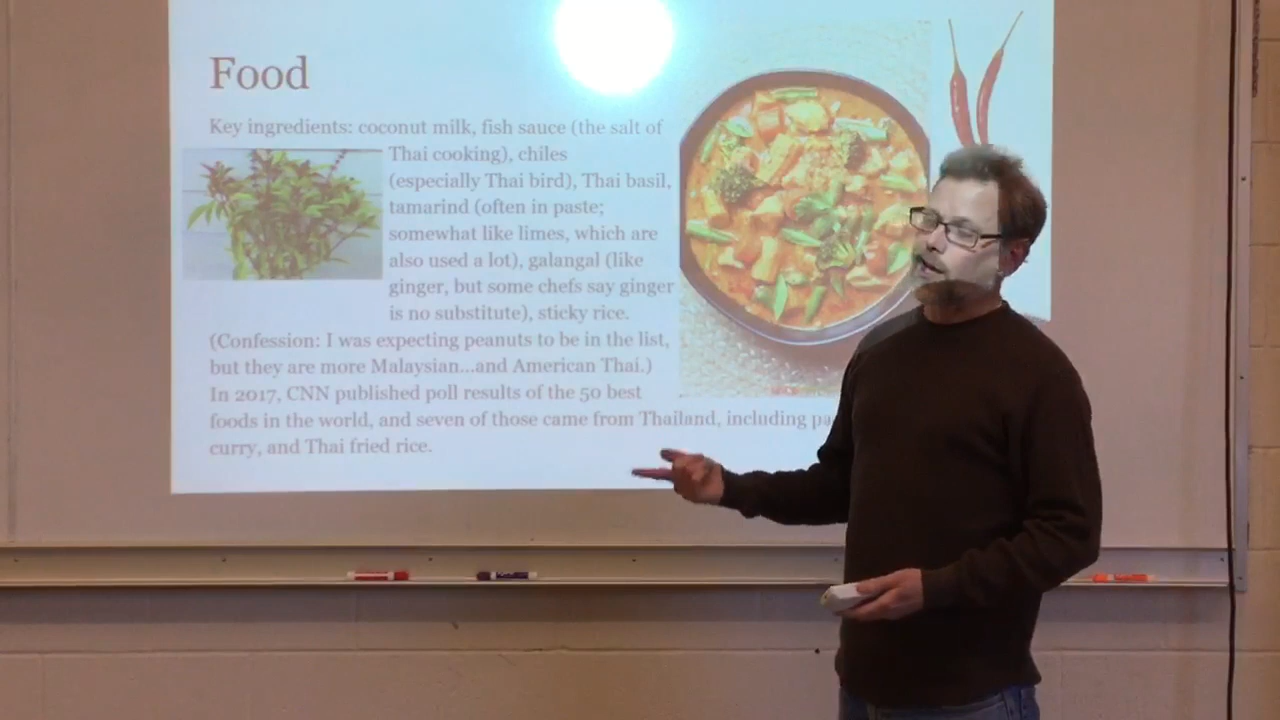 Food
Key ingredients: coconut milk, fish sauce (the salt of
Thai cooking), chiles
(especially Thai bird), Thai basil,
tamarind (often in paste;
somewhat like limes, which are
also used a lot), galangal (like
ginger, but some chefs say ginger
is no substitute), sticky rice.
(Confession: I was expecting peanuts to be in the list,
but they are more Malaysian...and American Thai.)
In 2017, CNN published poll results of the 50 best
foods in the world, and seven of those came from Thailand, including
curry, and Thai fried rice.